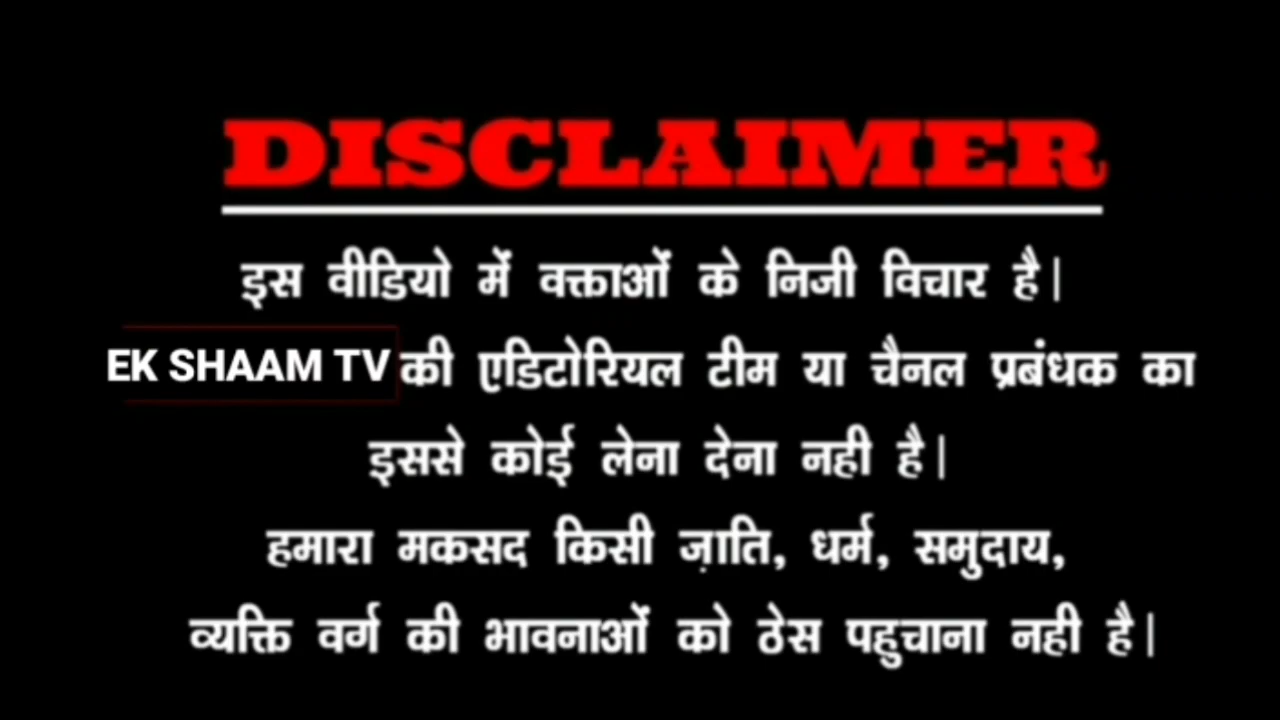 DISCLAIMER
इस वीडियो में वक्ताओं के निजी विचार है|
EK SHAAM TV की एडिटोरियल टीम या चैनल प्रबंधक का
इससे कोई लेना देना नही है|
हमारा मकसद किसी ज़ाति, धर्म, समुदाय,
व्यक्ति वर्ग की भावनाओं को ठेस पहुचाना नही है|